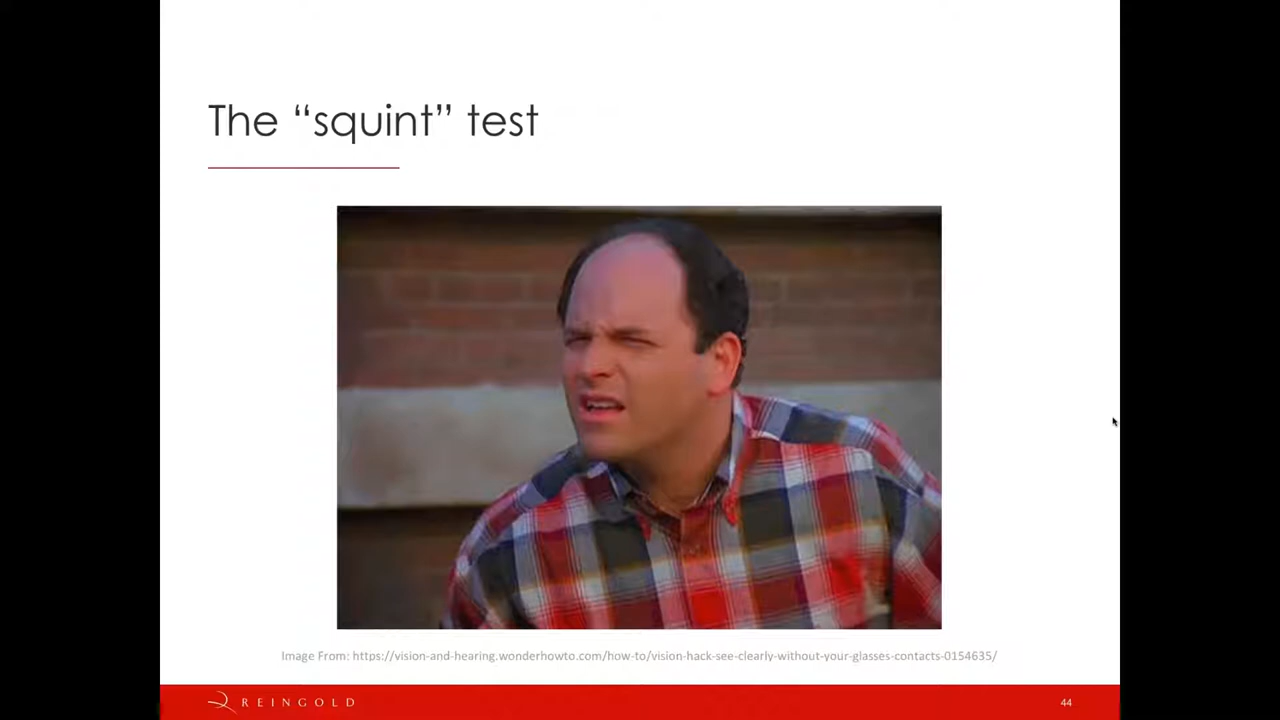 The “squint” test
Image From: https://vision-and-hearing.wonderhowto.com/how-to/vision-hack-see-clearly-without-your-glasses-contacts-0154635/
REINGOLD
44